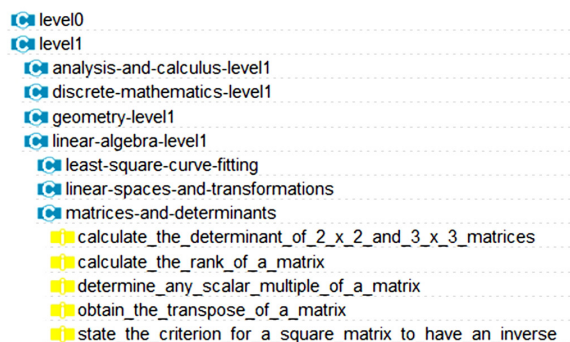 level0
level1
analysis-and-calculus-level1
discrete-mathematics-level1
geometry-level1
linear-algebra-level1
least-square-curve-fitting
linear-spaces-and-transformations
matrices-and-determinants
calculate_the_determinant_of_2_x_2_and_3_x_3_matrices
calculate_the_rank_of_a_matrix
determine_any_scalar_multiple_of_a_matrix
obtain_the_transpose_of_a_matrix
state the criterion for a square matrix to have an inverse